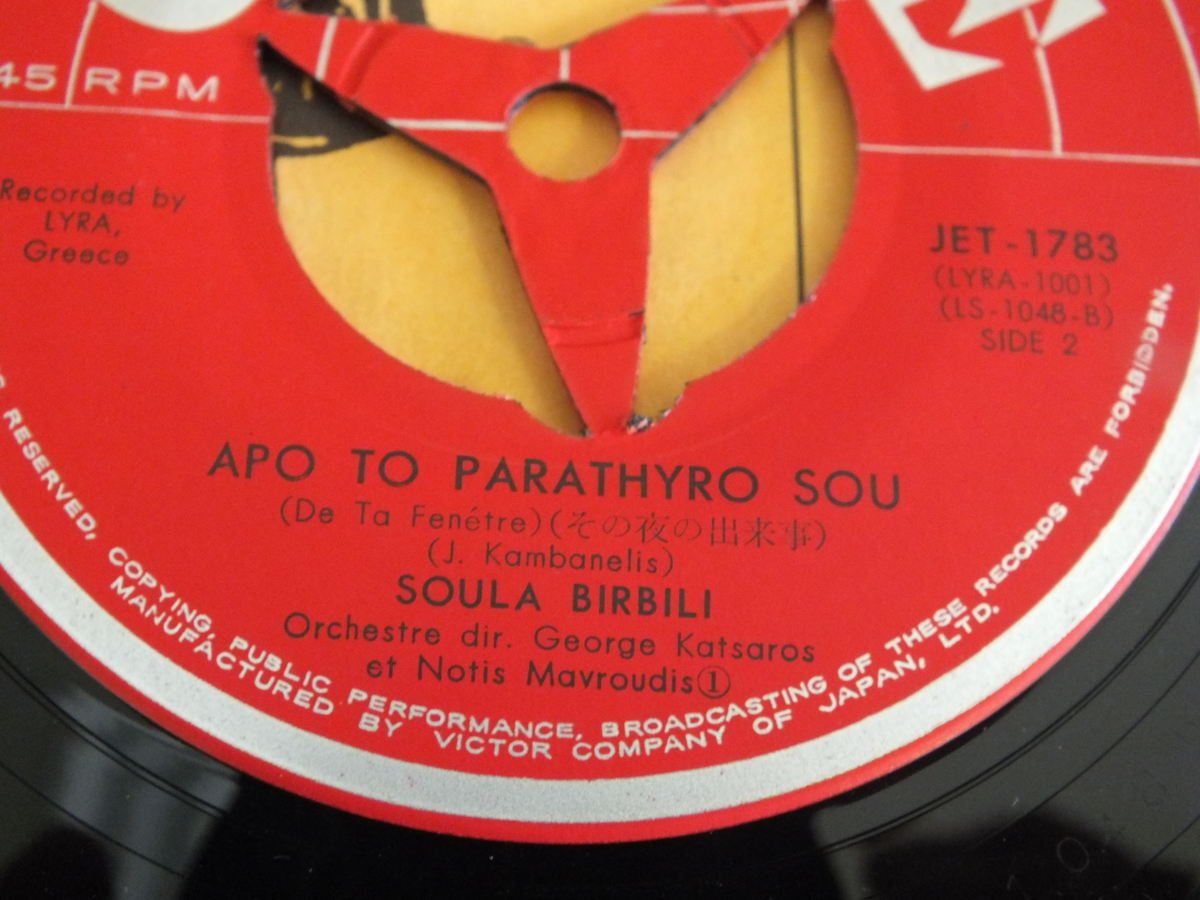 45 RPM
Recorded by
LYRA,
Greece
JET-1783
(LYRA-1001)
(LS-1048-B)
SIDE 2
APO TO PARATHYRO SOU
(De Ta Fenétre)(その夜の出来事)
(J. Kambanelis)
SOULA BIRBILI
Orchestre dir. George Katsaros
et Notis Mavroudis①
RESERVED, COPYING, PUBLIC PERFORMANCE, BROADCASTING OF THESE RECORDS ARE FORBIDDEN.
MANUFACTURED BY VICTOR COMPANY OF JAPAN, LTD.